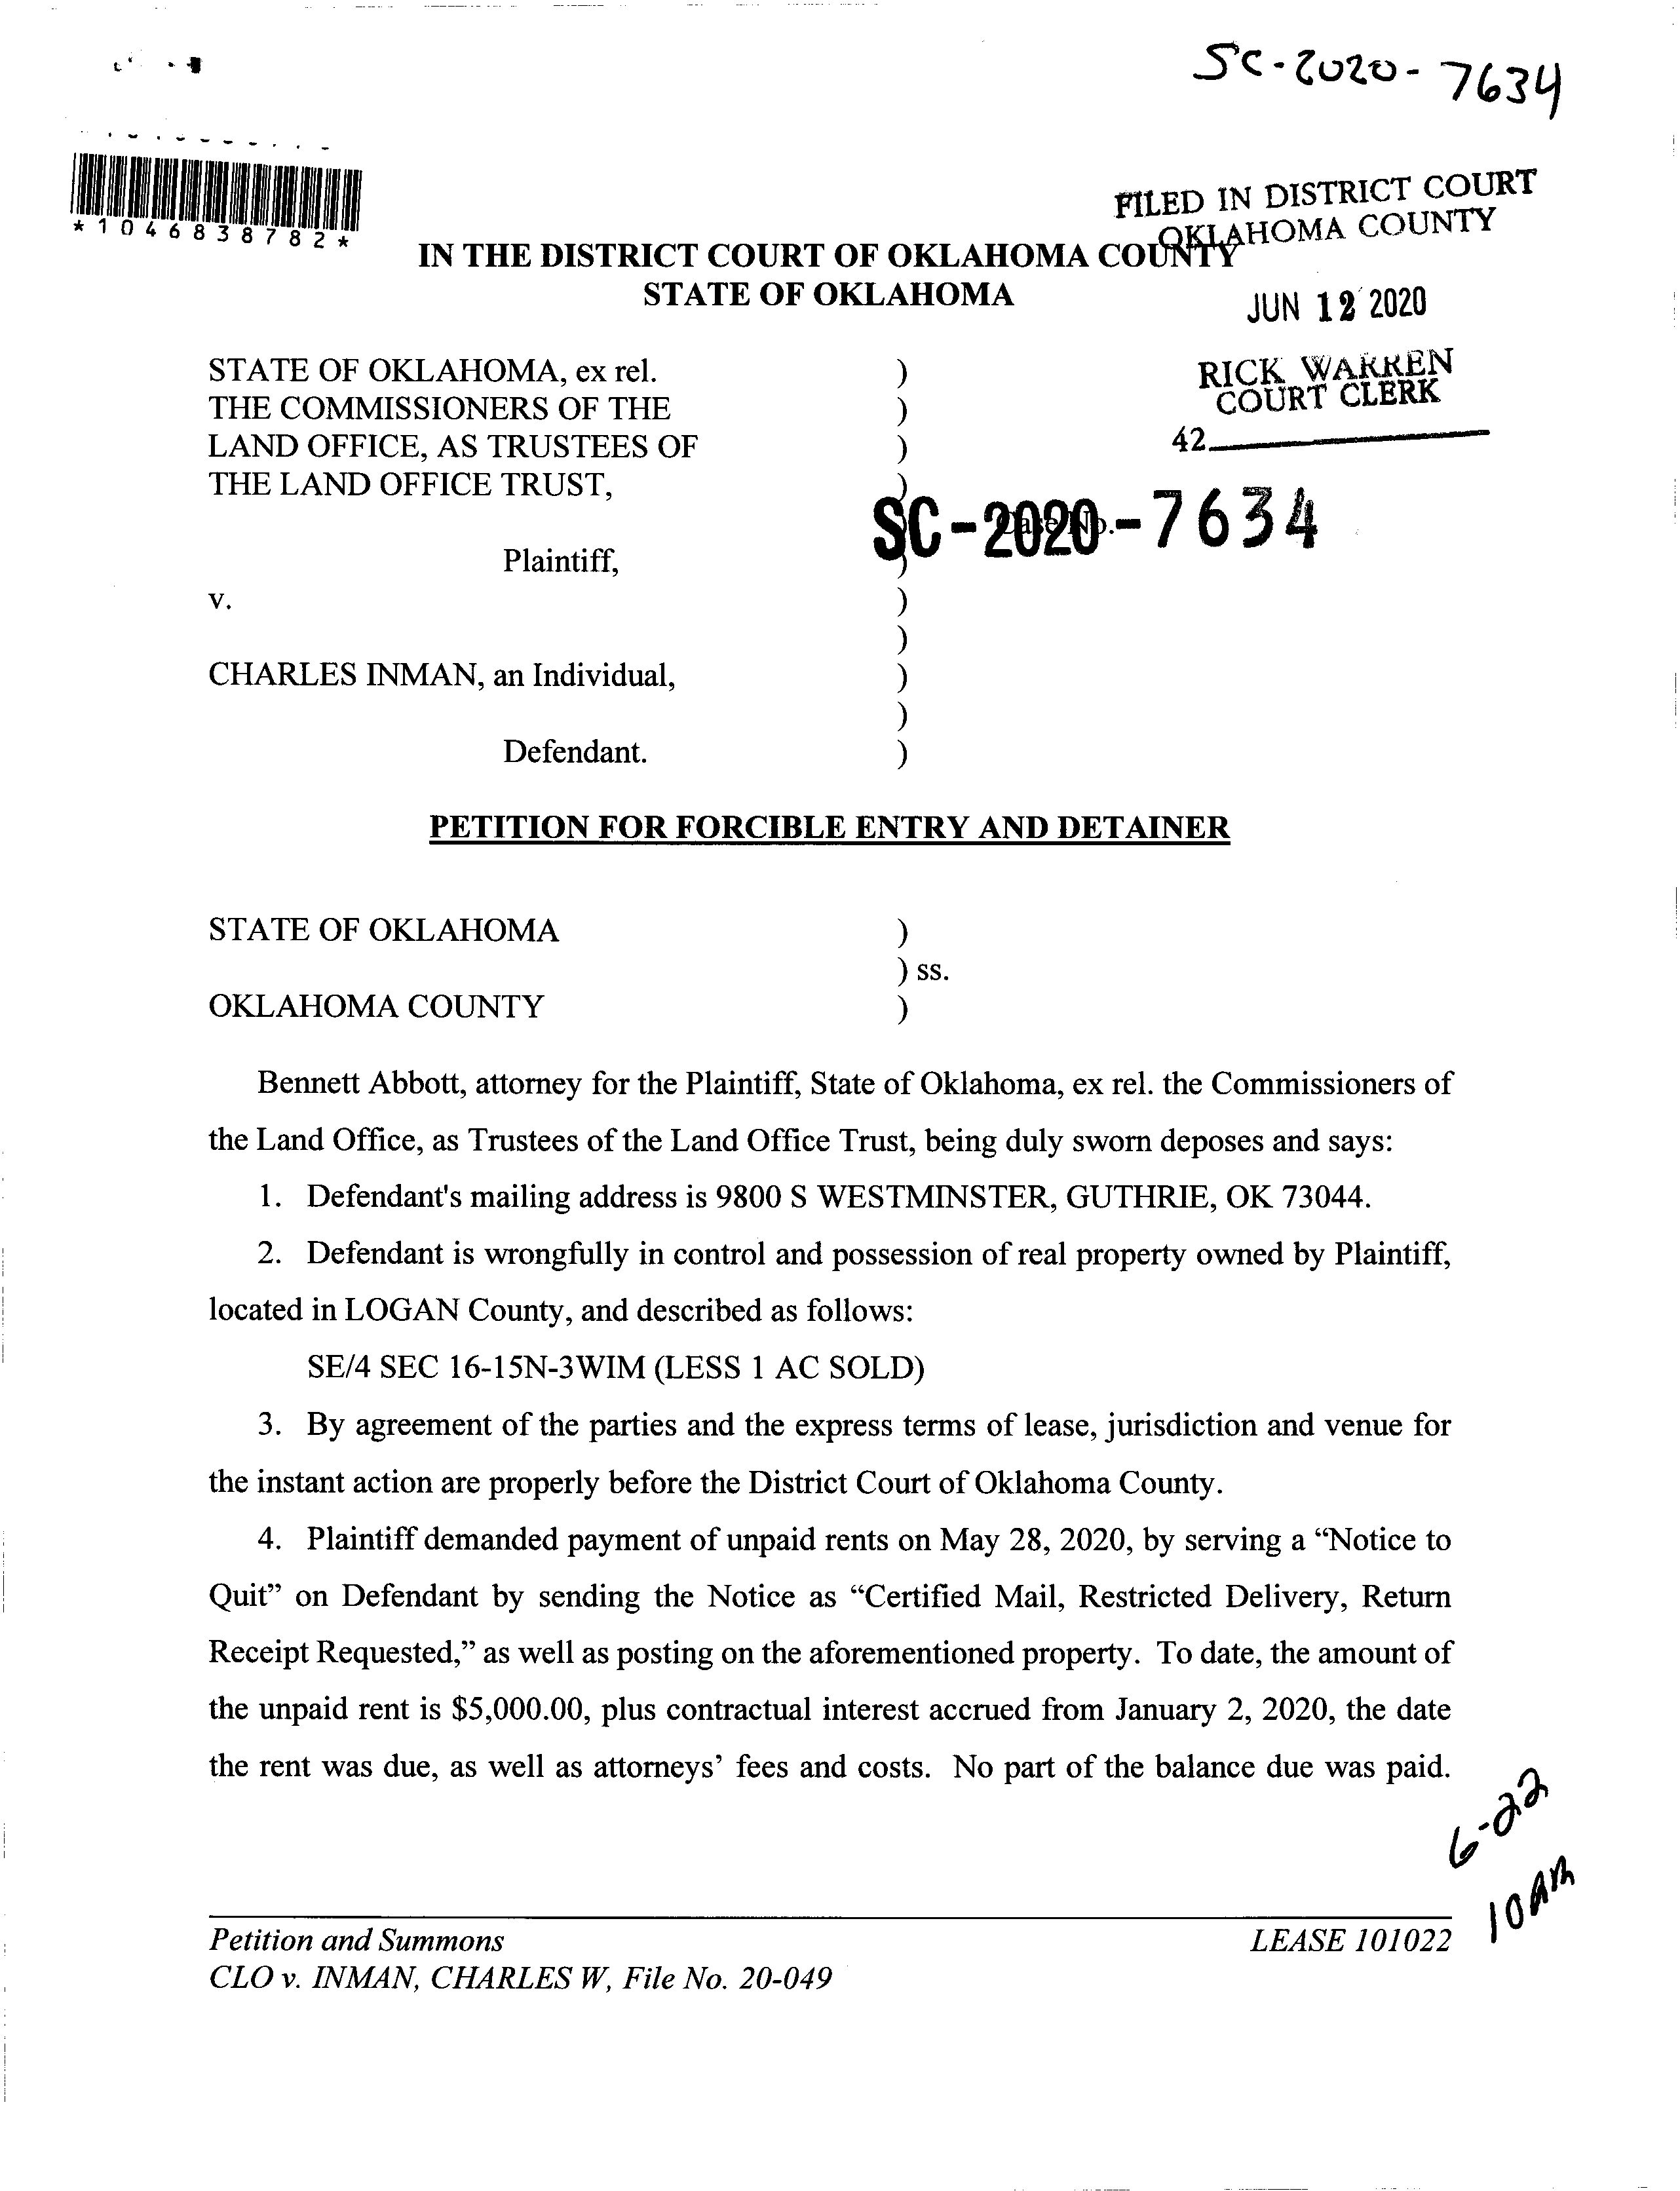 SC-2020-7634
*1046838782*
FILED IN DISTRICT COURT
OKLAHOMA COUNTY
IN THE DISTRICT COURT OF OKLAHOMA COUNTY
STATE OF OKLAHOMA
JUN 12 2020
STATE OF OKLAHOMA, ex rel. )
THE COMMISSIONERS OF THE )
LAND OFFICE, AS TRUSTEES OF )
THE LAND OFFICE TRUST, )
RICK WARREN
COURT CLERK
42
Case No.
SC-2020-7634
Plaintiff, )
v. )
)
CHARLES INMAN, an Individual, )
)
Defendant. )
PETITION FOR FORCIBLE ENTRY AND DETAINER
STATE OF OKLAHOMA )
) ss.
OKLAHOMA COUNTY )
Bennett Abbott, attorney for the Plaintiff, State of Oklahoma, ex rel. the Commissioners of
the Land Office, as Trustees of the Land Office Trust, being duly sworn deposes and says:
1. Defendant's mailing address is 9800 S WESTMINSTER, GUTHRIE, OK 73044.
2. Defendant is wrongfully in control and possession of real property owned by Plaintiff,
located in LOGAN County, and described as follows:
SE/4 SEC 16-15N-3WIM (LESS 1 AC SOLD)
3. By agreement of the parties and the express terms of lease, jurisdiction and venue for
the instant action are properly before the District Court of Oklahoma County.
4. Plaintiff demanded payment of unpaid rents on May 28, 2020, by serving a “Notice to
Quit” on Defendant by sending the Notice as “Certified Mail, Restricted Delivery, Return
Receipt Requested,” as well as posting on the aforementioned property. To date, the amount of
the unpaid rent is $5,000.00, plus contractual interest accrued from January 2, 2020, the date
the rent was due, as well as attorneys’ fees and costs. No part of the balance due was paid.
6-22
10AM
Petition and Summons LEASE 101022
CLO v. INMAN, CHARLES W, File No. 20-049